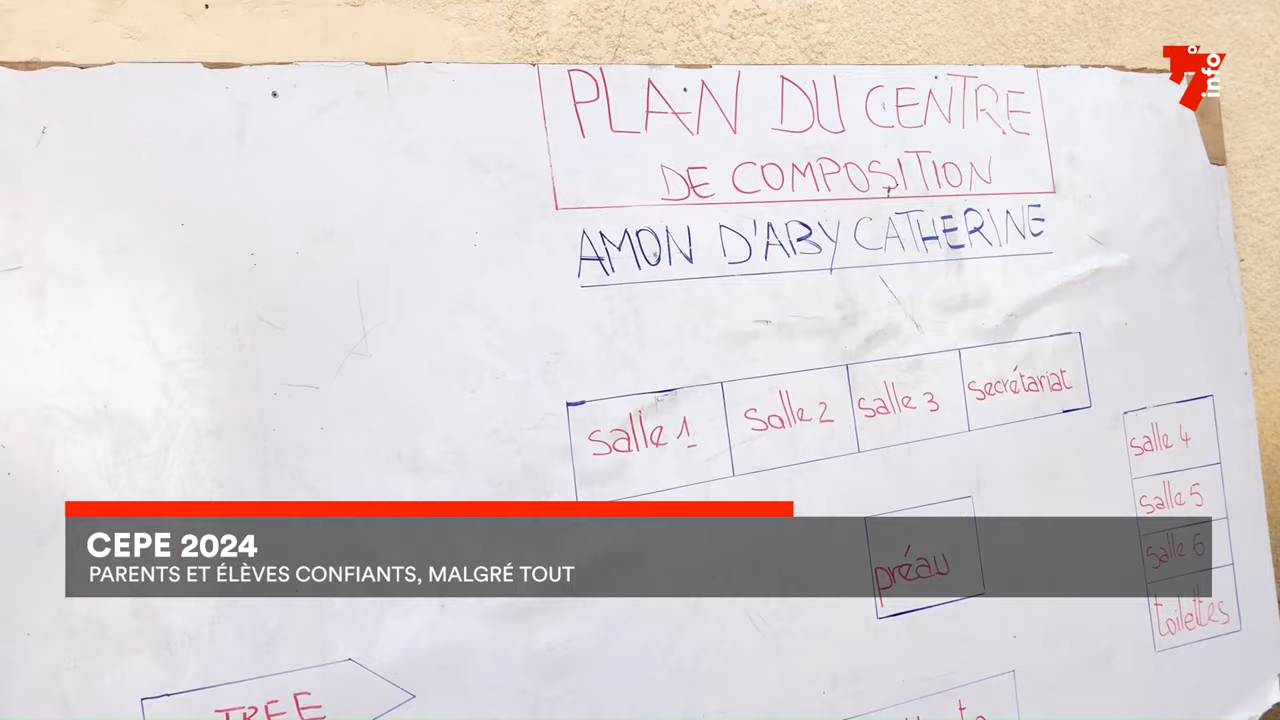 7° info
PLAN DU CENTRE
DE COMPOSITION
AMON D'ABY CATHERINE
Salle 1
Salle 2
Salle 3
Secrétariat
salle 4
salle 5
salle 6
toilettes
préau
CEPE 2024
PARENTS ET ÉLÈVES CONFIANTS, MALGRÉ TOUT